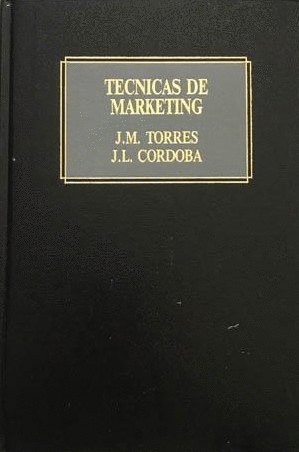 TECNICAS DE
MARKETING
J.M. TORRES
J.L. CORDOBA